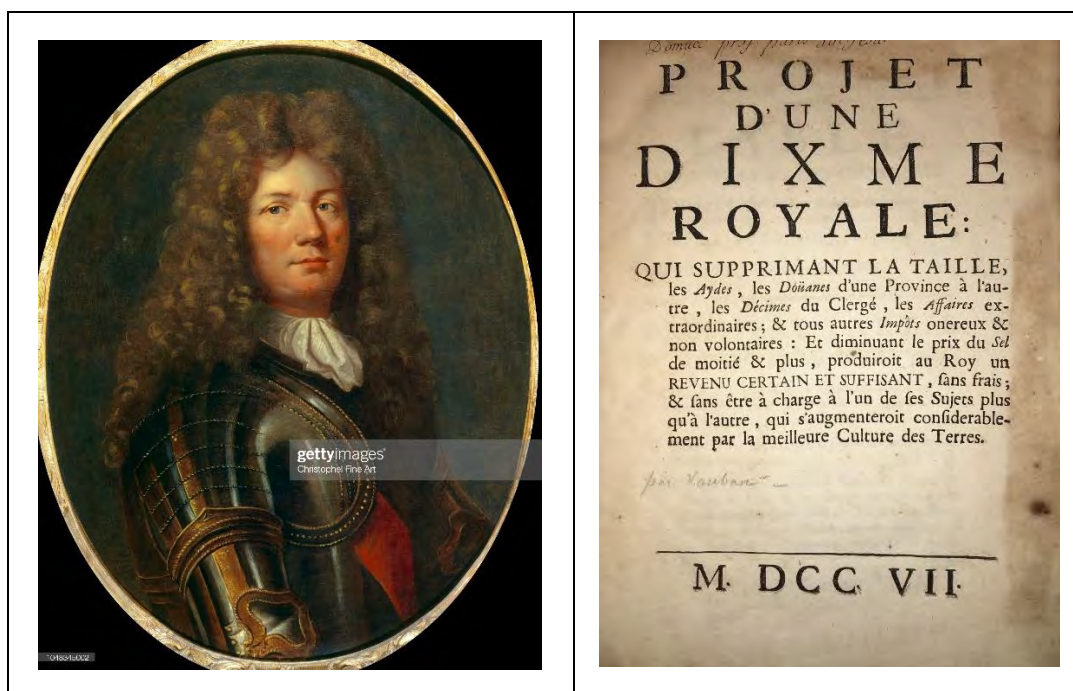 gettyimages®
Christophel Fine Art
1048345002
PROJET
D'UNE
DIXME
ROYALE:
QUI SUPPRIMANT LA TAILLE,
les Aydes, les Doüanes d'une Province à l'au-
tre, les Décimes du Clergé, les Affaires ex-
traordinaires; & tous autres Impôts onereux &
non volontaires : Et diminuant le prix du Sel
de moitié & plus, produiroit au Roy un
REVENU CERTAIN ET SUFFISANT, ſans frais;
& ſans être à charge à l'un de ſes Sujets plus
qu'à l'autre, qui s'augmenteroit conſiderable-
ment par la meilleure Culture des Terres.
par Vauban
M. DCC. VII.